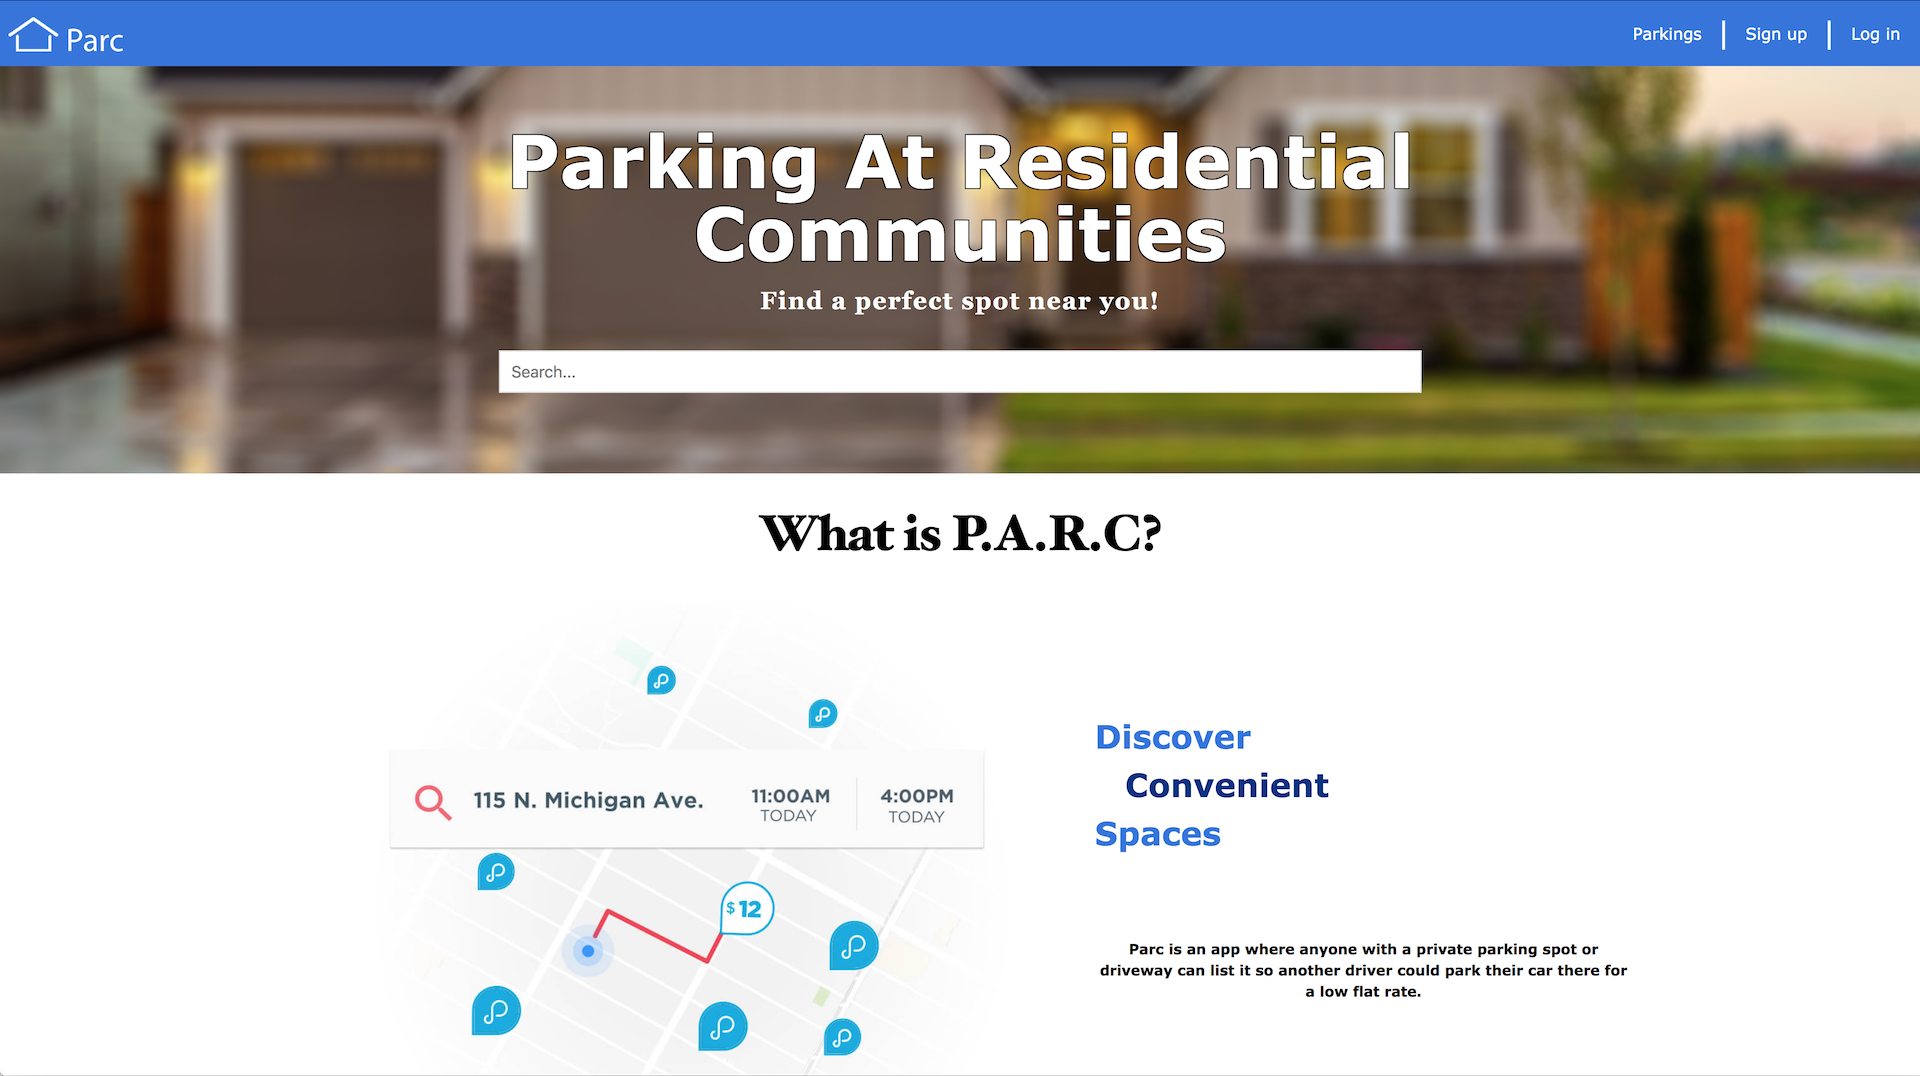 Parc
Parkings
Sign up
Log in
Parking At Residential
Communities
Find a perfect spot near you!
Search...
What is P.A.R.C?
115 N. Michigan Ave.
11:00AM
TODAY
4:00PM
TODAY
$12
Discover
Convenient
Spaces
Parc is an app where anyone with a private parking spot or
driveway can list it so another driver could park their car there for
a low flat rate.